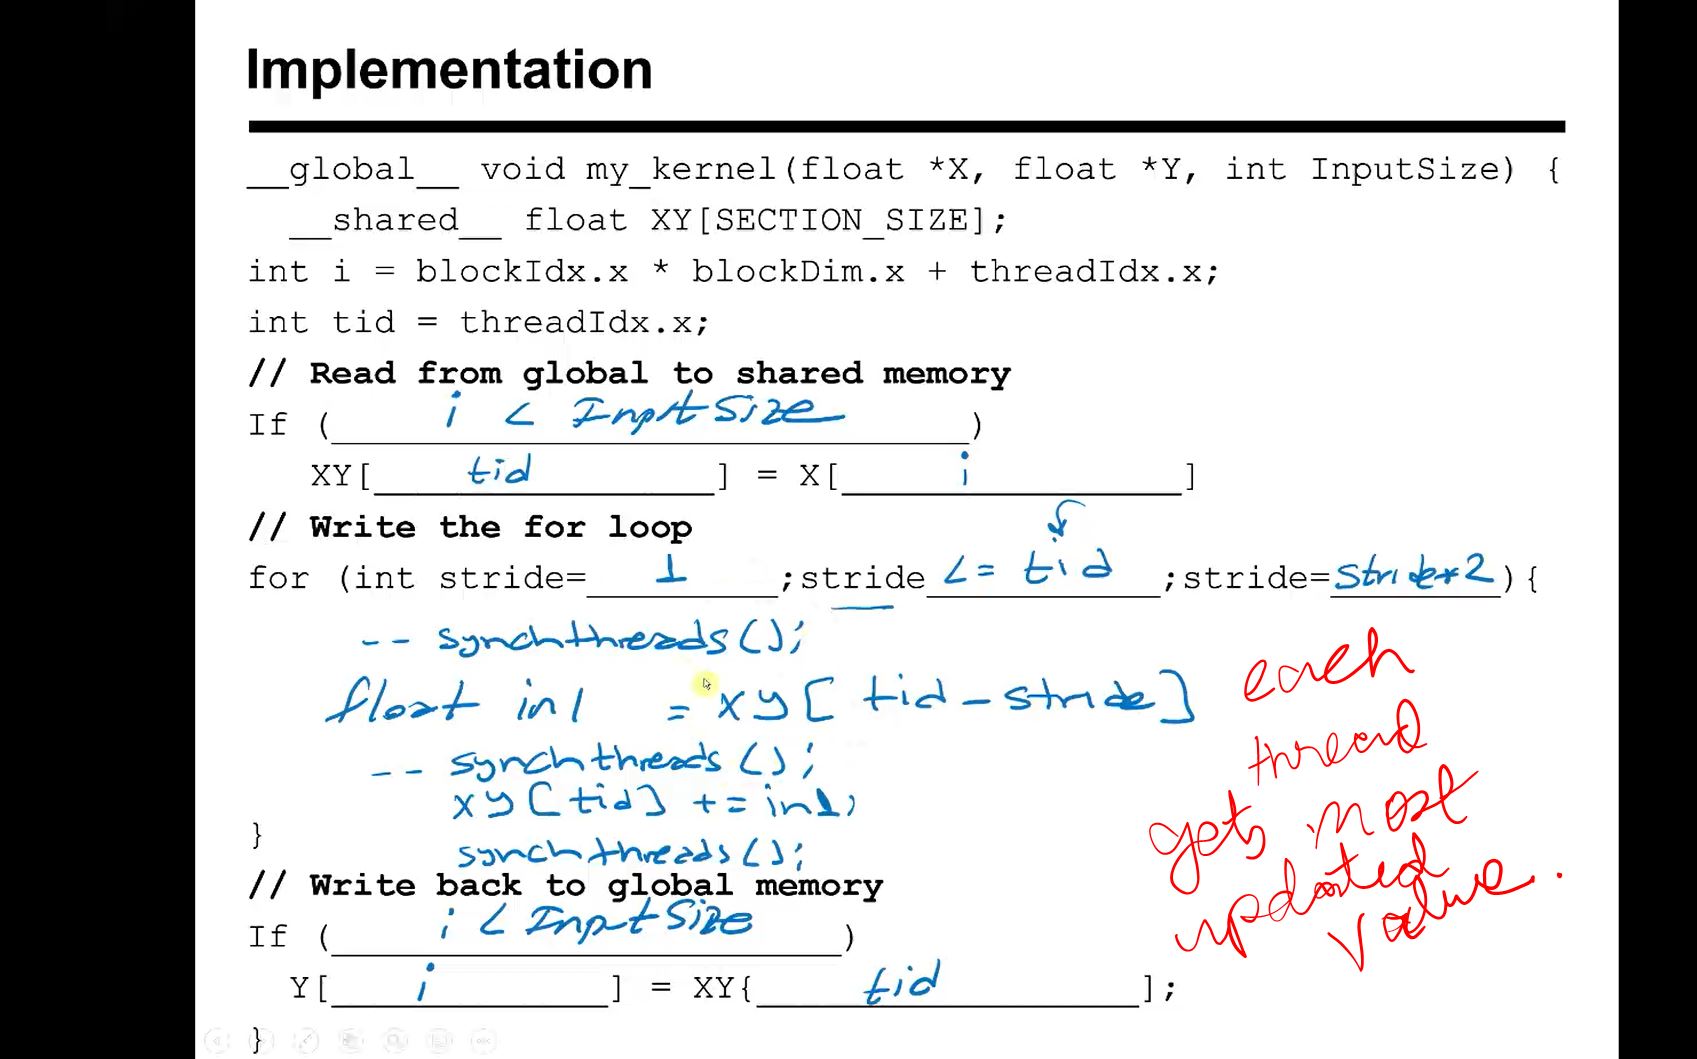 Implementation
__global__ void my_kernel(float *X, float *Y, int InputSize) {
__shared__ float XY[SECTION_SIZE];
int i = blockIdx.x * blockDim.x + threadIdx.x;
int tid = threadIdx.x;
// Read from global to shared memory
If ( i < InputSize )
XY[ tid ] = X[ i ]
// Write the for loop
for (int stride= 1 ;stride <= tid ;stride= stride*2 ){
-- synchthreads();
float in1 = xy[ tid - stride ]
-- synchthreads();
xy[tid] += in1;
}
synchthreads();
// Write back to global memory
If ( i < InputSize )
Y[ i ] = XY{ tid ];
}
each
thread
gets most
updated
value.